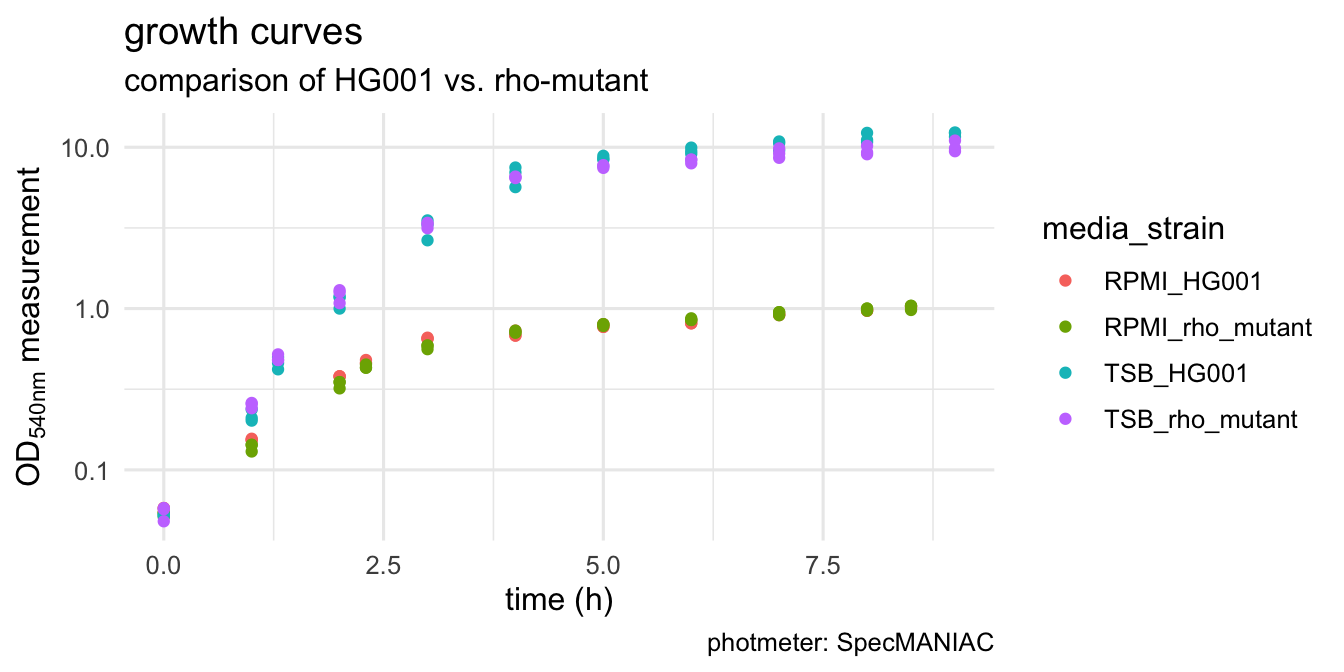 growth curves
comparison of HG001 vs. rho-mutant
OD540nm measurement
10.0
1.0
0.1
0.0
2.5
5.0
7.5
time (h)
media_strain
RPMI_HG001
RPMI_rho_mutant
TSB_HG001
TSB_rho_mutant
photmeter: SpecMANIAC